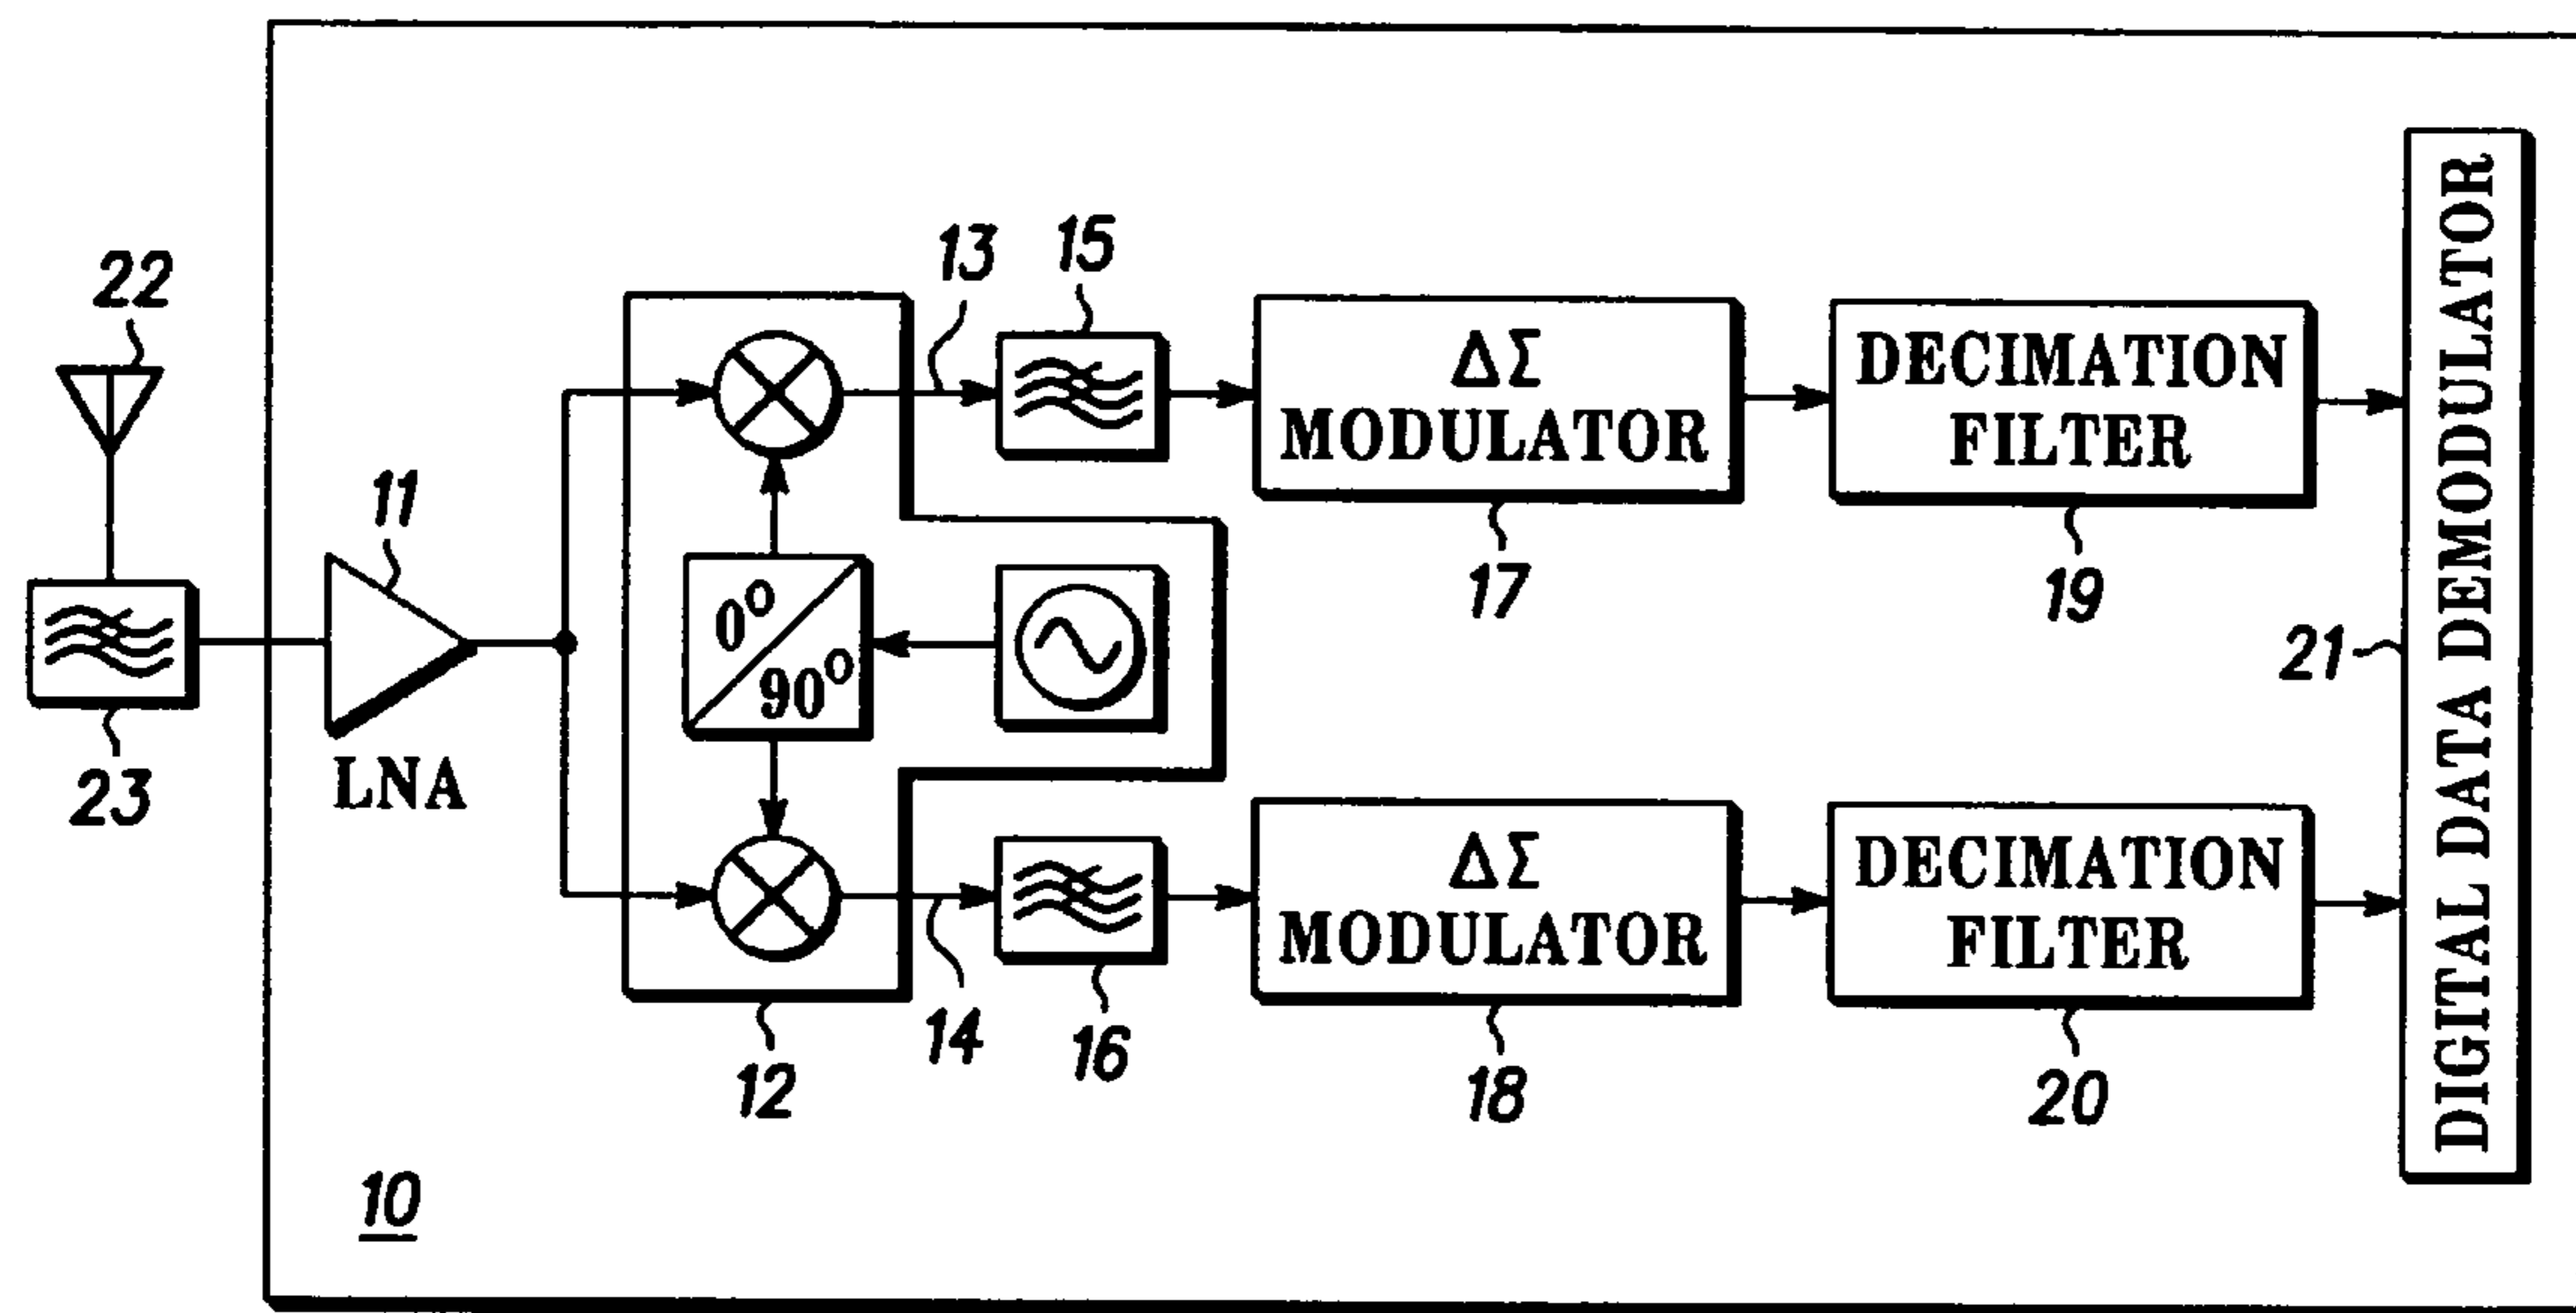 22
23
11
LNA
13
15
0°
90°
12
14
16
ΔΣ
MODULATOR
17
DECIMATION
FILTER
19
ΔΣ
MODULATOR
18
DECIMATION
FILTER
20
21
DIGITAL DATA DEMODULATOR
10